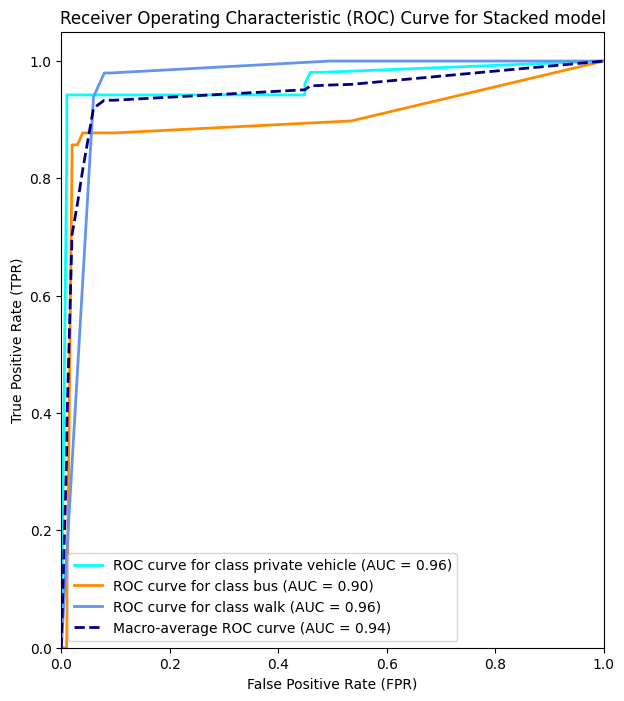 Receiver Operating Characteristic (ROC) Curve for Stacked model
1.0
0.8
0.6
0.4
0.2
0.0
True Positive Rate (TPR)
ROC curve for class private vehicle (AUC = 0.96)
ROC curve for class bus (AUC = 0.90)
ROC curve for class walk (AUC = 0.96)
Macro-average ROC curve (AUC = 0.94)
0.0 0.2 0.4 0.6 0.8 1.0
False Positive Rate (FPR)